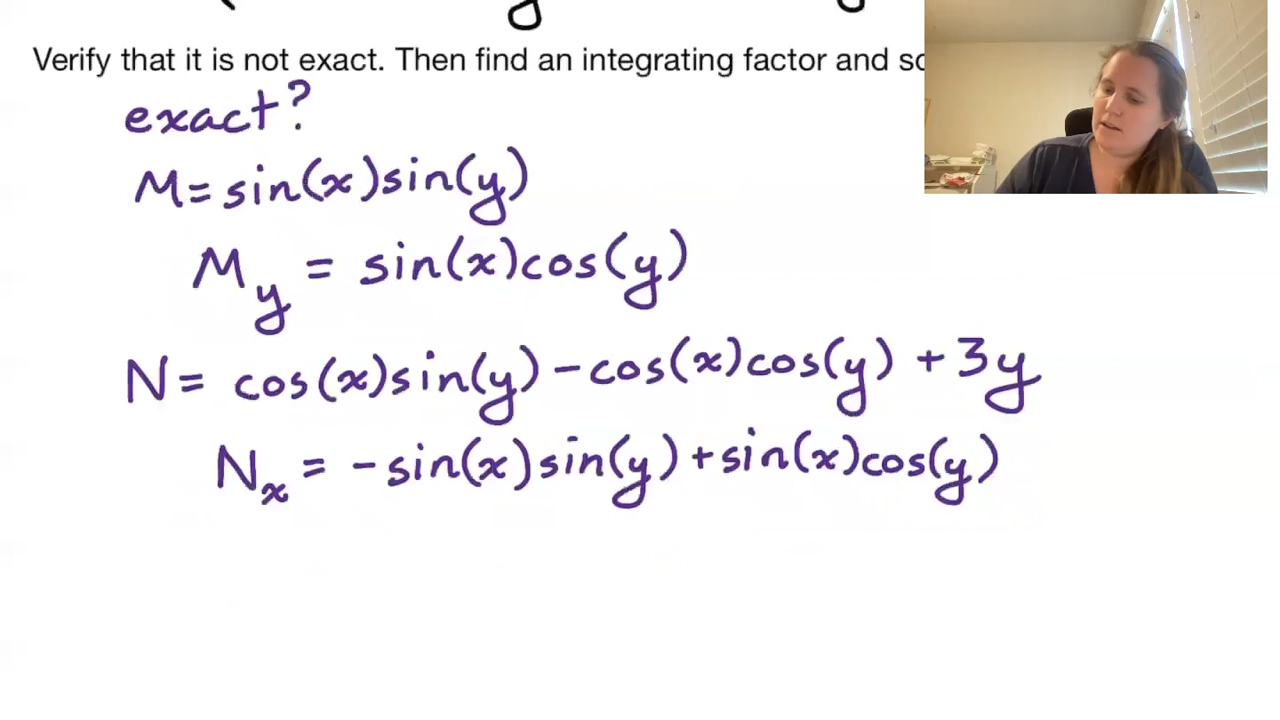 Verify that it is not exact. Then find an integrating factor and
exact?
M=sin(x)sin(y)
My = sin(x)cos(y)
N= cos(x)sin(y)-cos(x)cos(y)+3y
Nx = -sin(x)sin(y)+sin(x)cos(y)